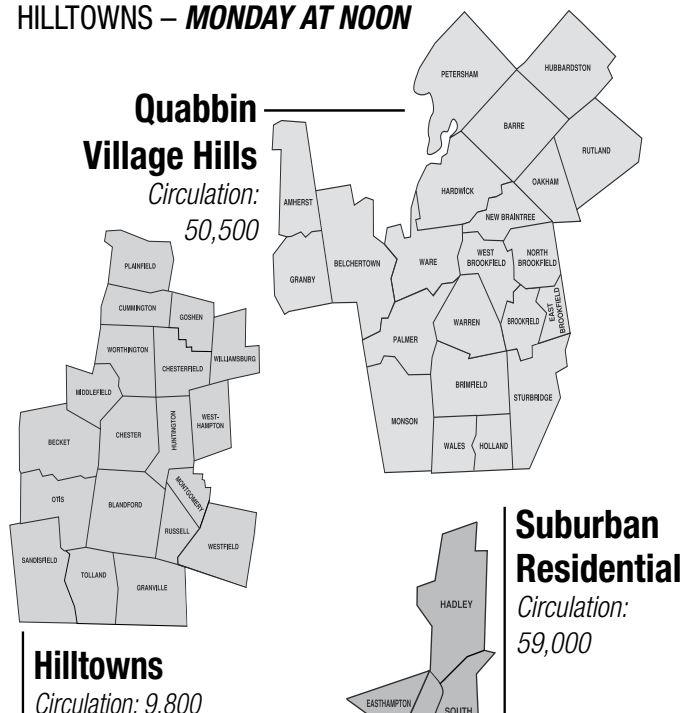 HILLTOWNS – MONDAY AT NOON
Quabbin
Village Hills
Circulation:
50,500
PETERSHAM
HUBBARDSTON
BARRE
RUTLAND
HARDWICK
OAKHAM
NEW BRAINTREE
AMHERST
GRANBY
BELCHERTOWN
WARE
WEST
BROOKFIELD
NORTH
BROOKFIELD
PALMER
WARREN
BROOKFIELD
EAST
BROOKFIELD
MONSON
BRIMFIELD
STURBRIDGE
WALES
HOLLAND
PLAINFIELD
CUMMINGTON
GOSHEN
WORTHINGTON
CHESTERFIELD
WILLIAMSBURG
MIDDLEFIELD
BECKET
CHESTER
HUNTINGTON
WEST-
HAMPTON
OTIS
BLANDFORD
MONTGOMERY
RUSSELL
WESTFIELD
SANDISFIELD
TOLLAND
GRANVILLE
Hilltowns
Circulation: 9,800
Suburban
Residential
Circulation:
59,000
HADLEY
EASTHAMPTON
SOUTH